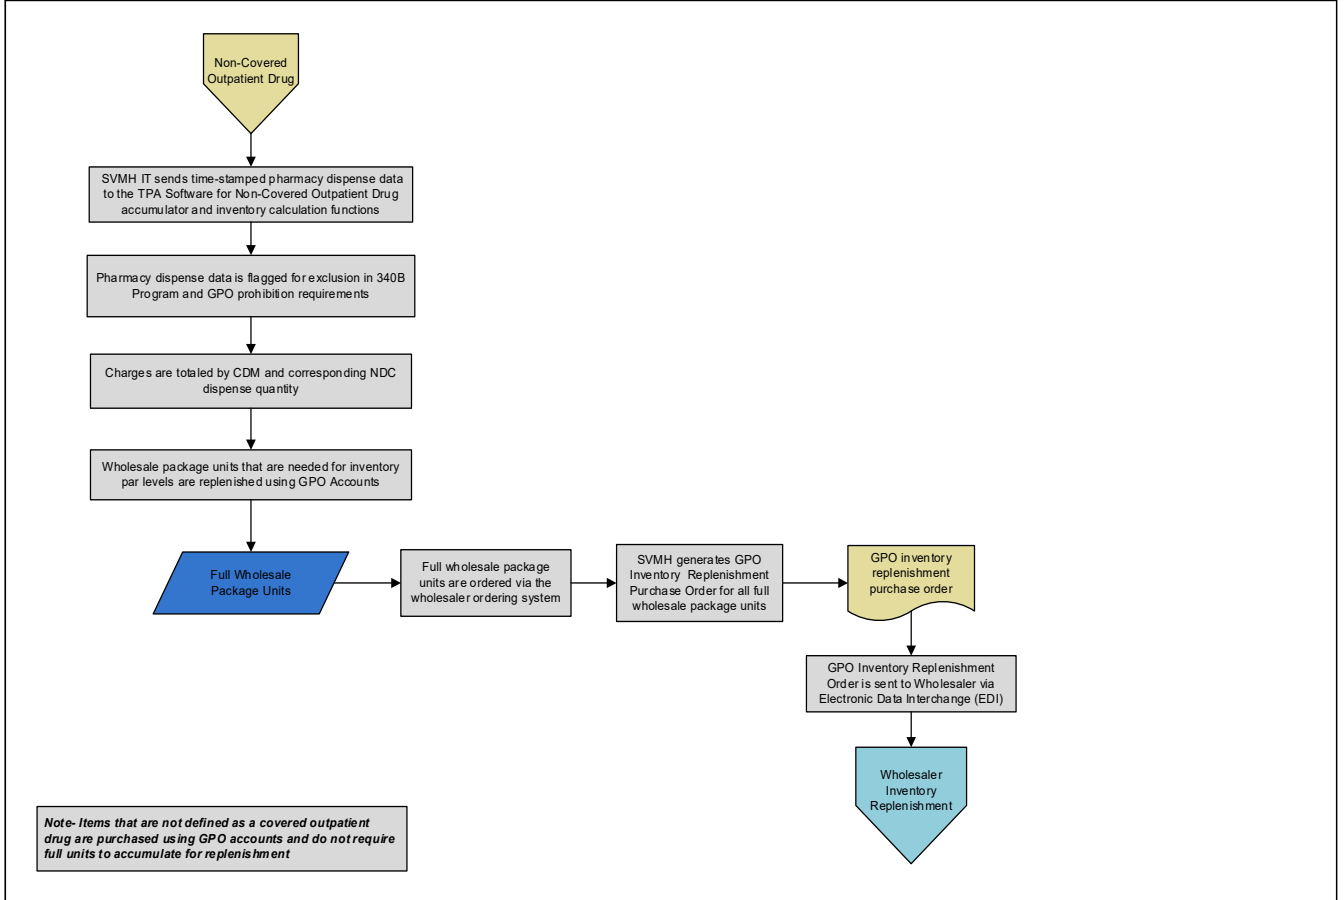 Non-Covered
Outpatient Drug
SVMH IT sends time-stamped pharmacy dispense data
to the TPA Software for Non-Covered Outpatient Drug
accumulator and inventory calculation functions
Pharmacy dispense data is flagged for exclusion in 340B
Program and GPO prohibition requirements
Charges are totaled by CDM and corresponding NDC
dispense quantity
Wholesale package units that are needed for inventory
par levels are replenished using GPO Accounts
Full Wholesale
Package Units
Full wholesale package
units are ordered via the
wholesaler ordering system
SVMH generates GPO
Inventory Replenishment
Purchase Order for all full
wholesale package units
GPO inventory
replenishment
purchase order
GPO Inventory Replenishment
Order is sent to Wholesaler via
Electronic Data Interchange (EDI)
Wholesaler
Inventory
Replenishment
Note- Items that are not defined as a covered outpatient
drug are purchased using GPO accounts and do not require
full units to accumulate for replenishment